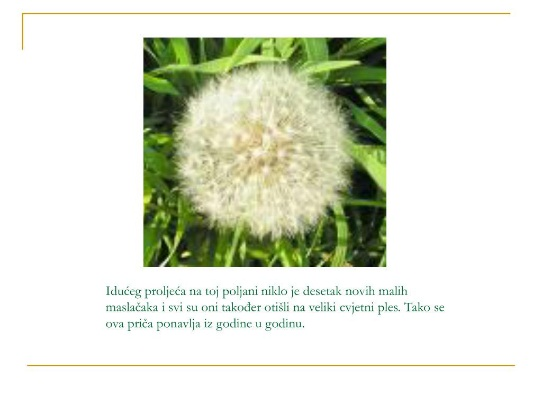 Idućeg proljeća na toj poljani niklo je desetak novih malih
maslačaka i svi su oni također otišli na veliki cvjetni ples. Tako se
ova priča ponavlja iz godine u godinu.